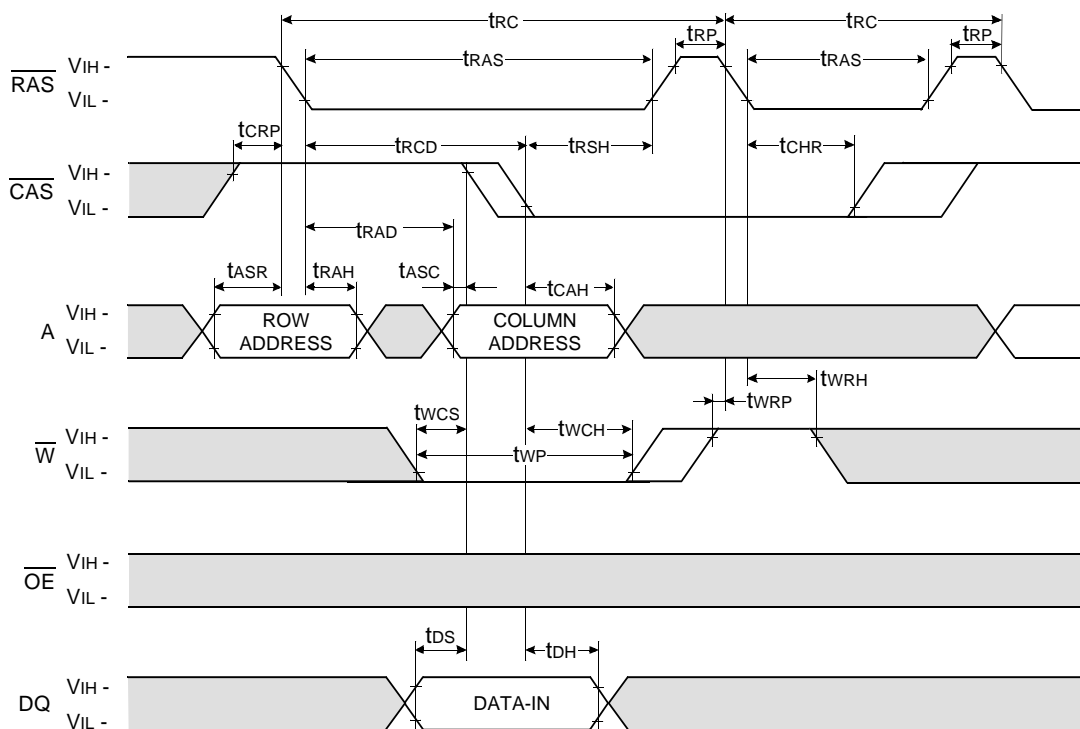 tRC tRC
tRP tRP
RAS VIH - tRAS tRAS
VIL -
tCRP tRCD tRSH tCHR
CAS VIH -
VIL -
tRAD
tASR tRAH tASC tCAH
A VIH - ROW ADDRESS COLUMN ADDRESS
VIL -
tWRH
tWRP
tWCS tWCH
W VIH -
tWP
VIL -
OE VIH -
VIL -
tDS tDH
DQ VIH -
DATA-IN
VIL -